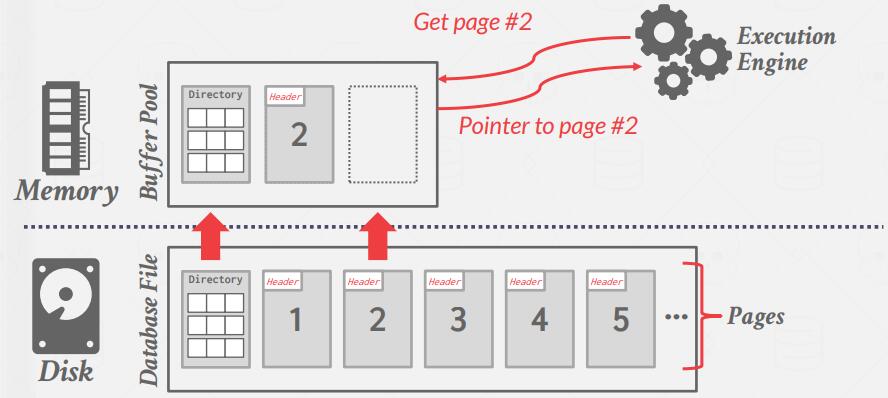 Get page #2
Execution
Engine
Pointer to page #2
Memory
Buffer Pool
Directory
Header
2
Disk
Database File
Directory
Header
1
Header
2
Header
3
Header
4
Header
5
...
Pages